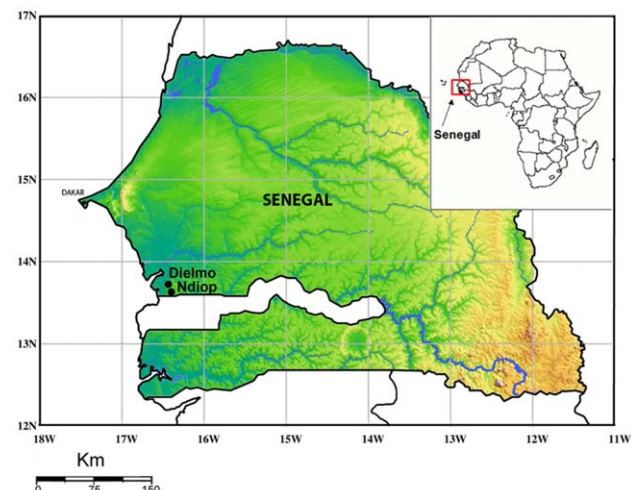 17N
16N
Senegal
15N
SENEGAL
DAKAR
14N
Dielmo
Ndiop
13N
12N
18W 17W 16W 15W 14W 13W 12W 11W
Km
0 75 150